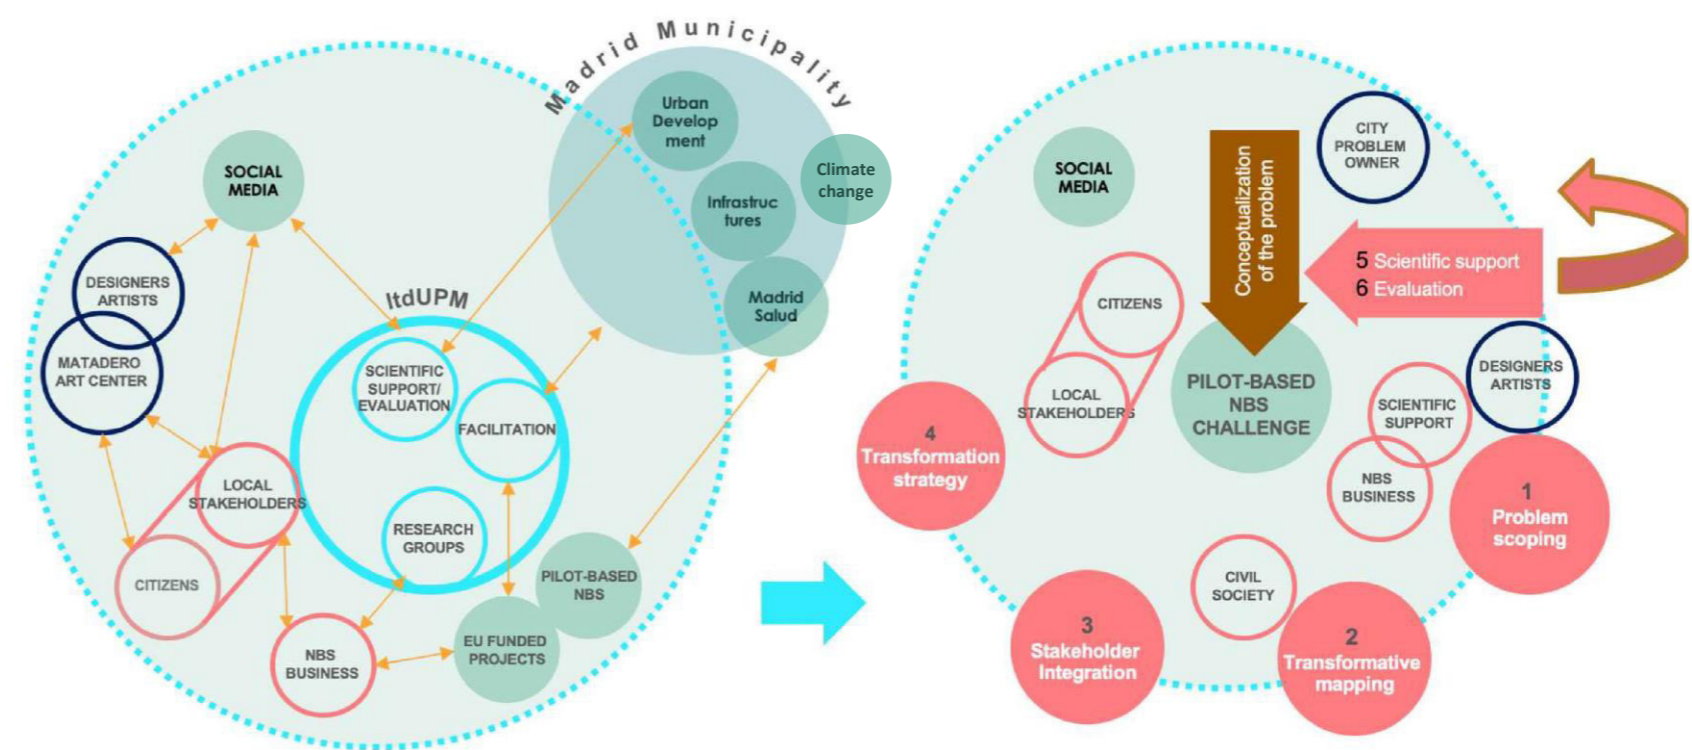 Madrid Municipality
Urban
Develop
ment
Climate
change
Infrastruc
tures
Madrid
Salud
SOCIAL
MEDIA
DESIGNERS
ARTISTS
MATADERO
ART CENTER
ItdUPM
SCIENTIFIC
SUPPORT/
EVALUATION
FACILITATION
LOCAL
STAKEHOLDERS
RESEARCH
GROUPS
CITIZENS
PILOT-BASED
NBS
EU FUNDED
PROJECTS
NBS
BUSINESS
CITY
PROBLEM
OWNER
SOCIAL
MEDIA
Conceptualization
of the problem
5 Scientific support
6 Evaluation
CITIZENS
LOCAL
STAKEHOLDERS
PILOT-BASED
NBS
CHALLENGE
DESIGNERS
ARTISTS
SCIENTIFIC
SUPPORT
NBS
BUSINESS
4
Transformation
strategy
1
Problem
scoping
CIVIL
SOCIETY
3
Stakeholder
Integration
2
Transformative
mapping